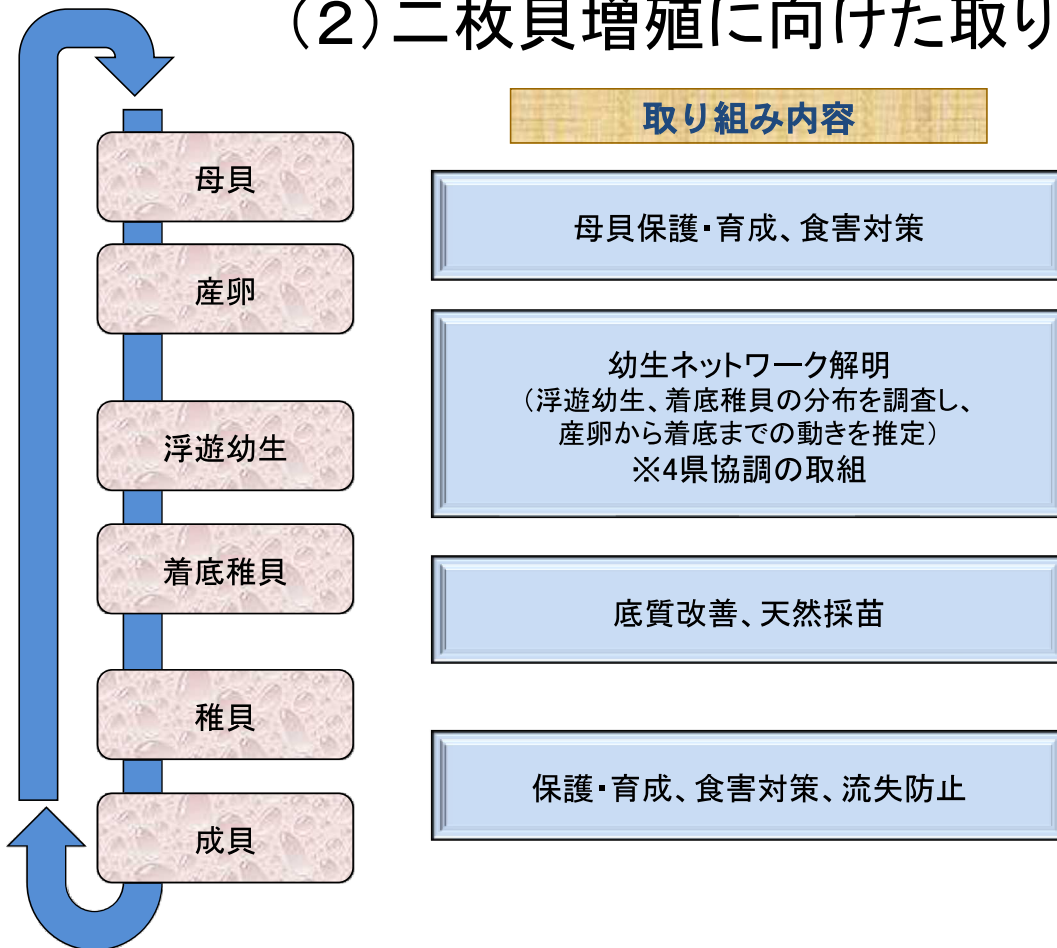 (2)二枚貝増殖に向けた取り
取り組み内容
母貝
産卵
浮遊幼生
着底稚貝
稚貝
成貝
母貝保護・育成、食害対策
幼生ネットワーク解明
(浮遊幼生、着底稚貝の分布を調査し、
産卵から着底までの動きを推定)
※4県協調の取組
底質改善、天然採苗
保護・育成、食害対策、流失防止